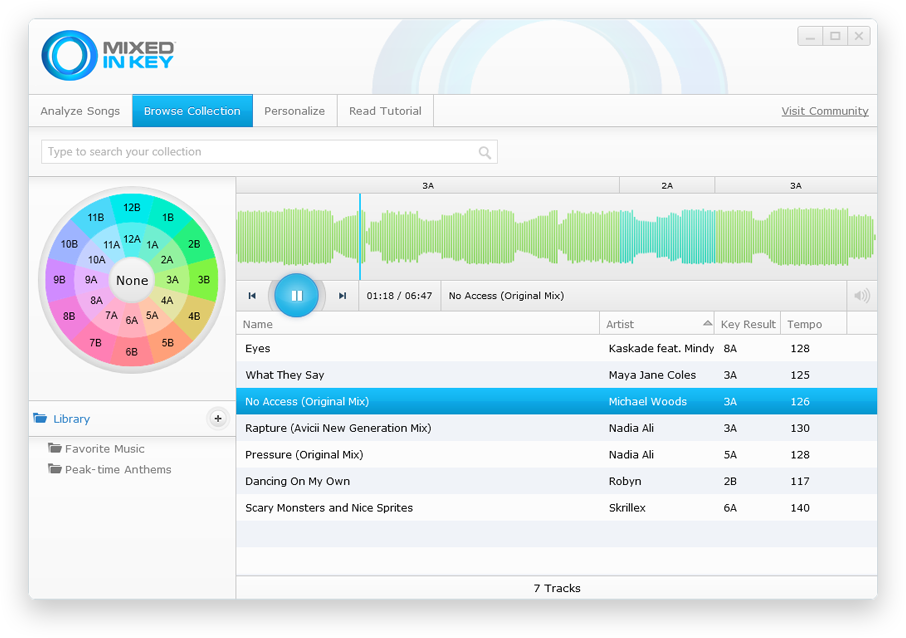 MIXED
IN KEY
Analyze Songs Browse Collection Personalize Read Tutorial Visit Community
Type to search your collection
3A 2A 3A
12B
11B 1B
12A
11A 1A
10B 2B
10A 2A
9B 9A None 3A 3B
8A 4A
8B 4B
7A 6A 5A
7B 5B
6B
01:18 / 06:47 No Access (Original Mix)
Name Artist Key Result Tempo
Eyes Kaskade feat. Mindy 8A 128
What They Say Maya Jane Coles 3A 125
No Access (Original Mix) Michael Woods 3A 126
Rapture (Avicii New Generation Mix) Nadia Ali 3A 130
Pressure (Original Mix) Nadia Ali 5A 128
Dancing On My Own Robyn 2B 117
Scary Monsters and Nice Sprites Skrillex 6A 140
Library
Favorite Music
Peak-time Anthems
7 Tracks